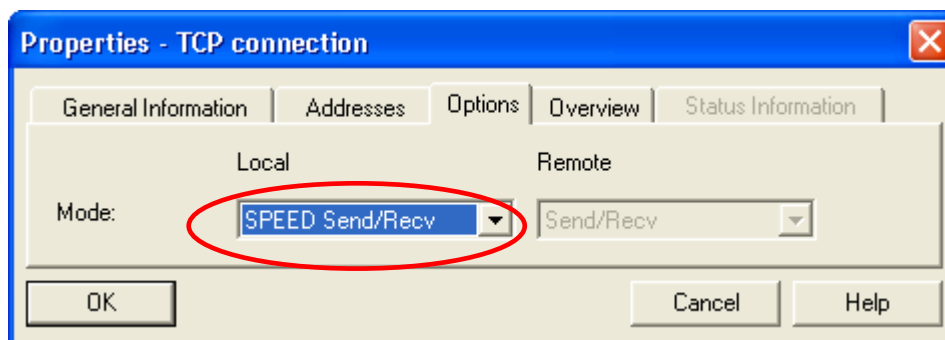 Properties - TCP connection
General Information Addresses Options Overview Status Information
Local Remote
Mode: SPEED Send/Recv Send/Recv
OK Cancel Help